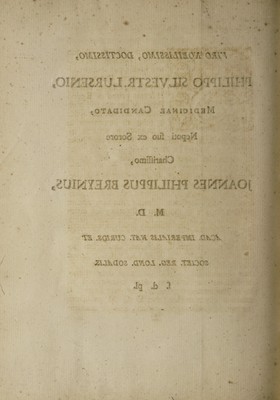 VIRO NOBILISSIMO, DOCTISSIMO,
PHILIPPO SILVESTR. LURSENIO,
MEDICINAE CANDIDATO,
Nepoti suo ex Sorore
Charissimo,
JOANNES PHILIPPUS BREYNIUS,
M. D.
ACAD. IMPERIALIS NAT. CURIOS. ET
SOCIET. REG. LOND. SODALIS.
f. d. pl.